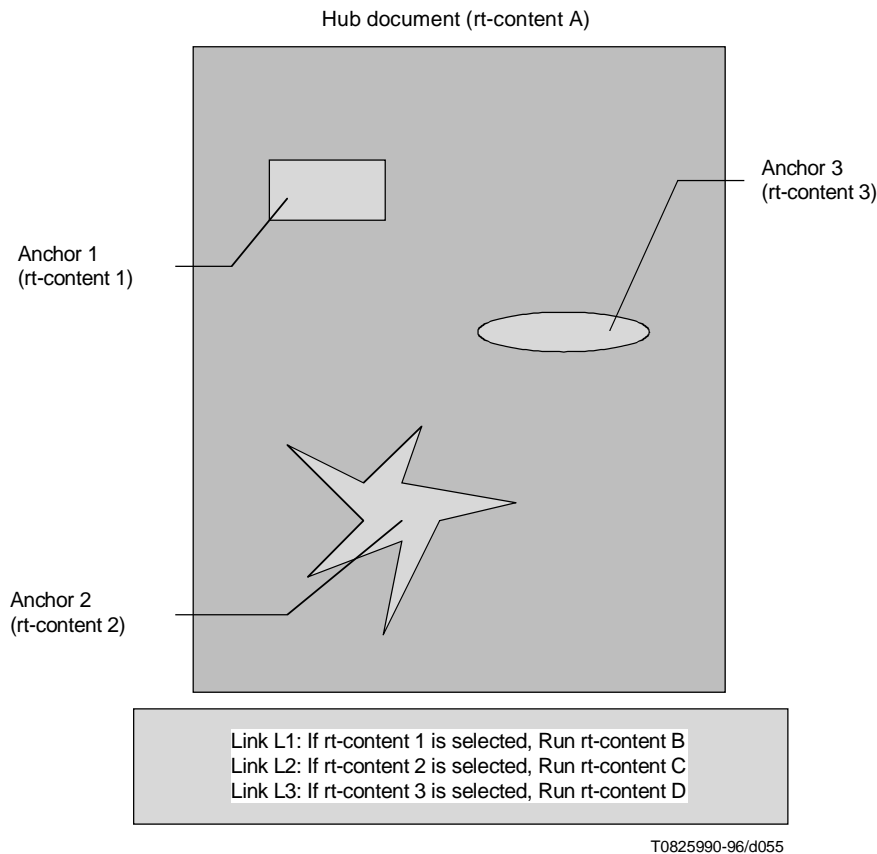 Hub document (rt-content A)
Anchor 3
(rt-content 3)
Anchor 1
(rt-content 1)
Anchor 2
(rt-content 2)
Link L1: If rt-content 1 is selected, Run rt-content B
Link L2: If rt-content 2 is selected, Run rt-content C
Link L3: If rt-content 3 is selected, Run rt-content D
T0825990-96/d055